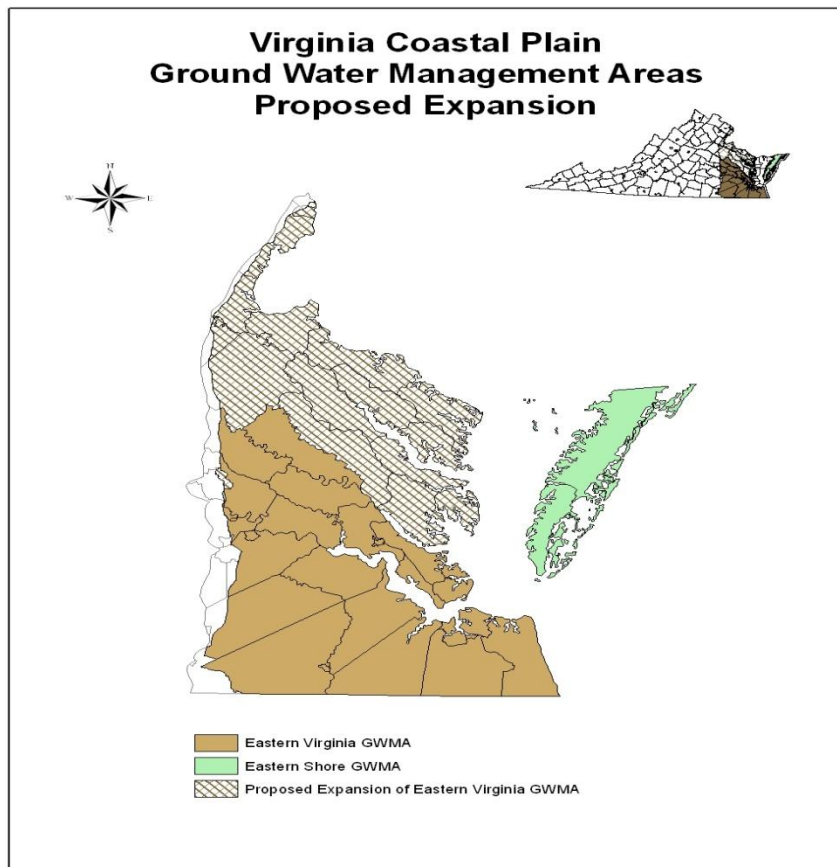 Virginia Coastal Plain
Ground Water Management Areas
Proposed Expansion
N
W
E
S
Eastern Virginia GWMA
Eastern Shore GWMA
Proposed Expansion of Eastern Virginia GWMA